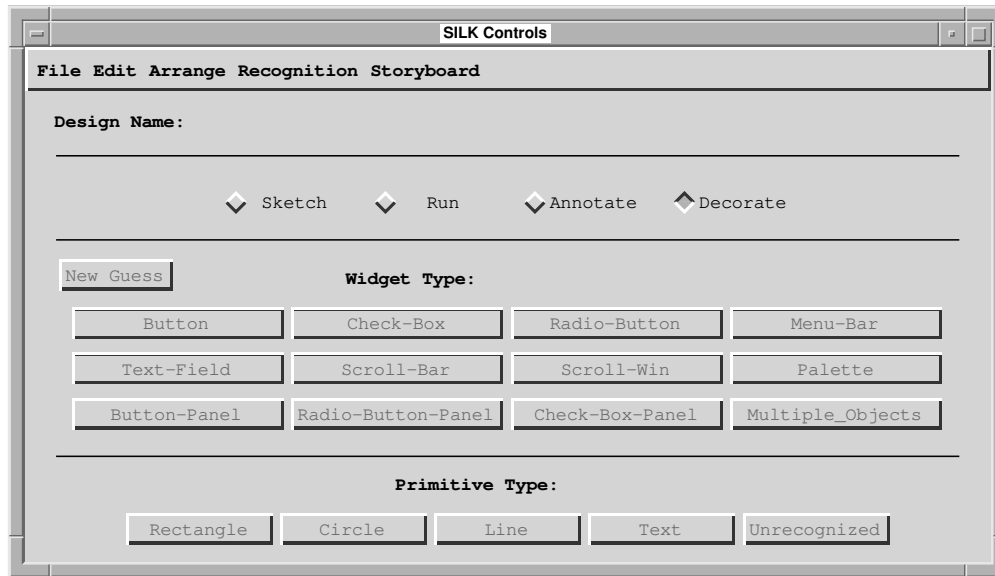 SILK Controls
File Edit Arrange Recognition Storyboard
Design Name:
Sketch Run Annotate Decorate
New Guess Widget Type:
Button Check-Box Radio-Button Menu-Bar
Text-Field Scroll-Bar Scroll-Win Palette
Button-Panel Radio-Button-Panel Check-Box-Panel Multiple_Objects
Primitive Type:
Rectangle Circle Line Text Unrecognized